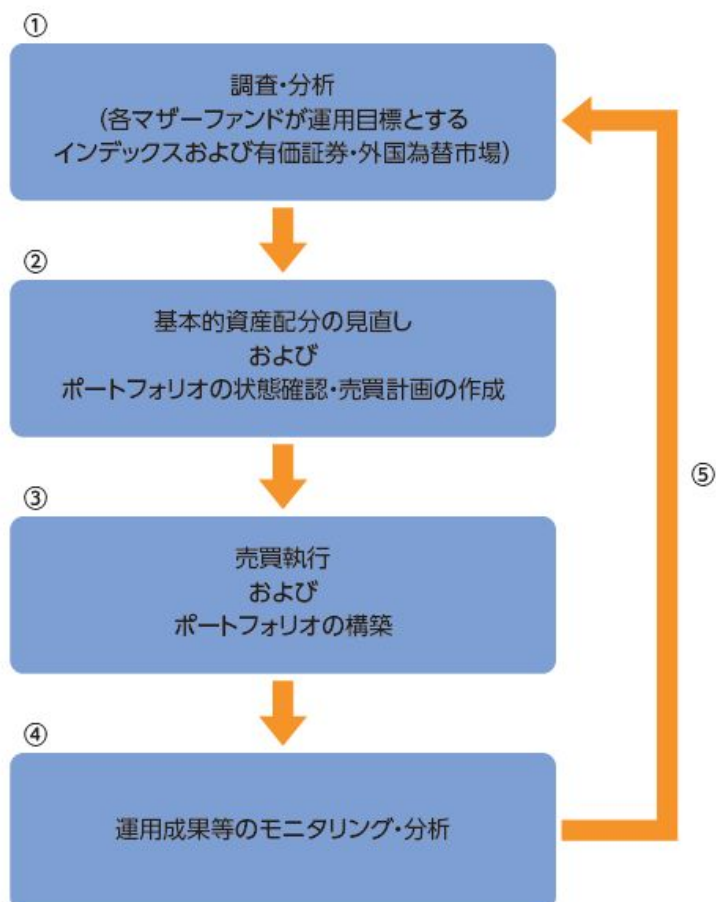 ①
調査・分析
(各マザーファンドが運用目標とする
インデックスおよび有価証券・外国為替市場)
②
基本的資産配分の見直し
および
ポートフォリオの状態確認・売買計画の作成
⑤
③
売買執行
および
ポートフォリオの構築
④
運用成果等のモニタリング・分析